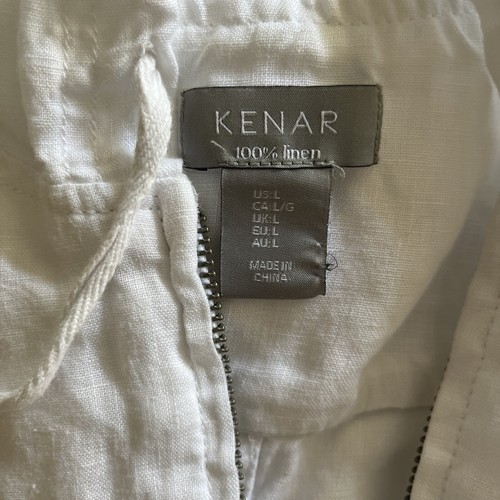 KENAR
100% linen
US: L
CA: L/G
UK: L
EU: L
AU: L
MADE IN
CHINA